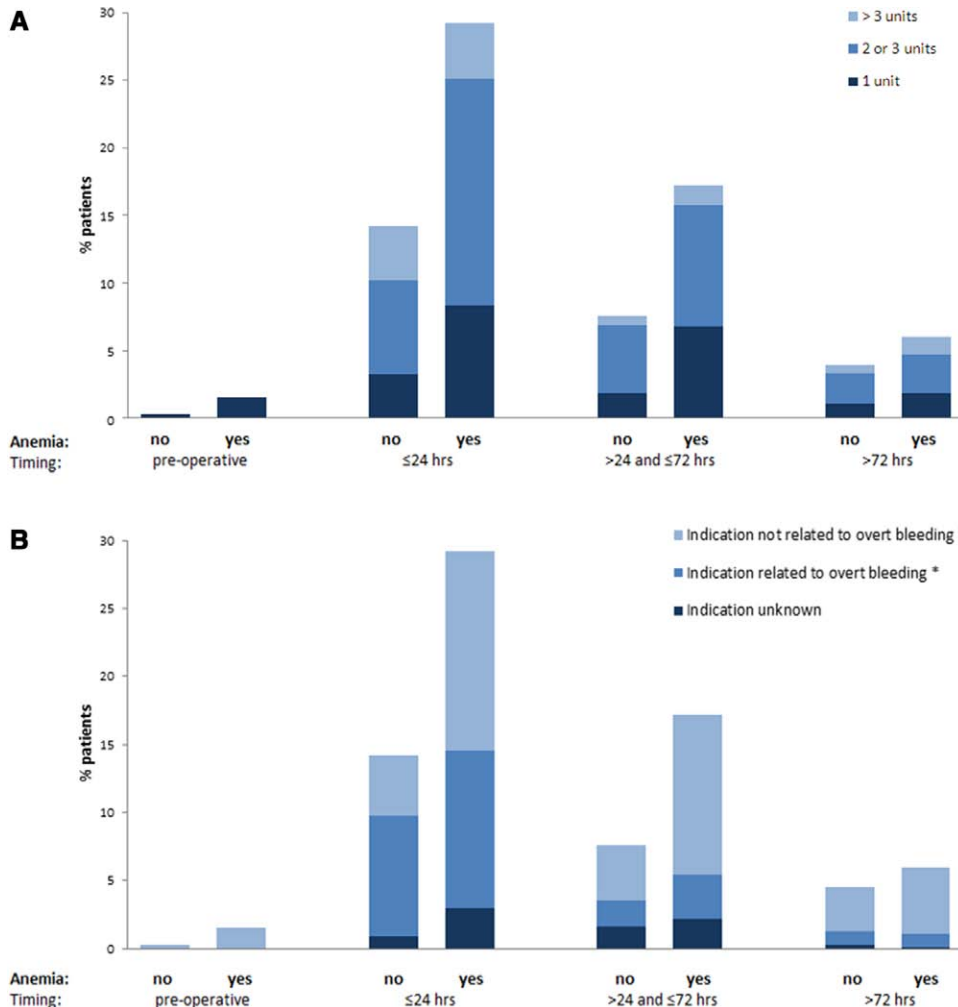 A
30
25
20
15
10
5
0
% patients
> 3 units
2 or 3 units
1 unit
Anemia: no yes no yes no yes no yes
Timing: pre-operative ≤24 hrs >24 and ≤72 hrs >72 hrs
B
30
25
20
15
10
5
0
% patients
Indication not related to overt bleeding
Indication related to overt bleeding *
Indication unknown
Anemia: no yes no yes no yes no yes
Timing: pre-operative ≤24 hrs >24 and ≤72 hrs >72 hrs